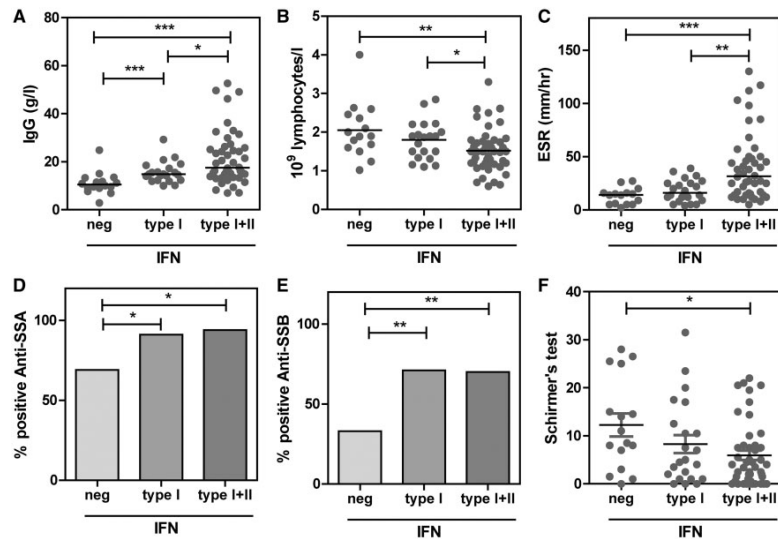 A
IgG (g/l)
80
60
40
20
0
***
***
*
neg
type I
type I+II
IFN
B
10⁹ lymphocytes/l
5
4
3
2
1
0
**
*
neg
type I
type I+II
IFN
C
ESR (mm/hr)
150
100
50
0
***
**
neg
type I
type I+II
IFN
D
% positive Anti-SSA
100
50
0
*
*
neg
type I
type I+II
IFN
E
% positive Anti-SSB
100
50
0
**
**
neg
type I
type I+II
IFN
F
Schirmer's test
40
30
20
10
0
*
neg
type I
type I+II
IFN